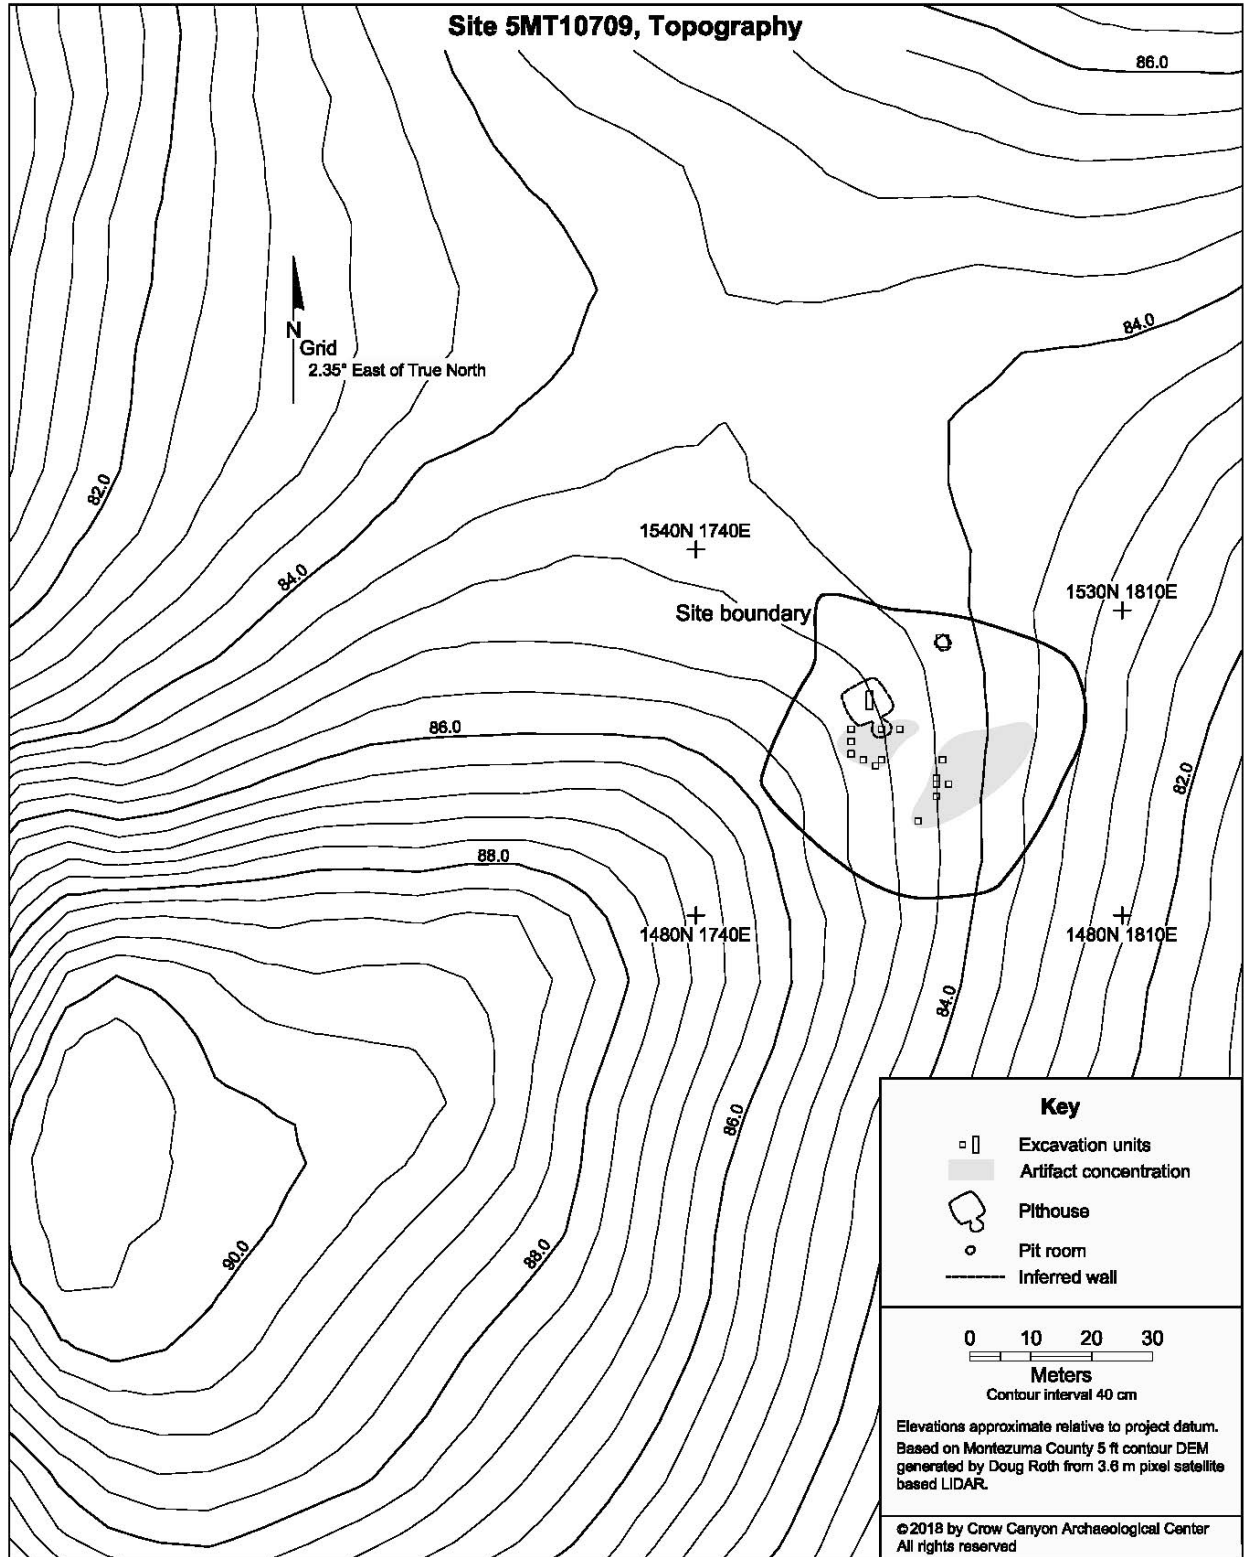 Site 5MT10709, Topography
86.0
84.0
N
Grid
2.35° East of True North
82.0
84.0
1540N 1740E
1530N 1810E
Site boundary
86.0
82.0
88.0
1480N 1740E
1480N 1810E
84.0
86.0
88.0
90.0
Key
Excavation units
Artifact concentration
Pithouse
Pit room
Inferred wall
0 10 20 30
Meters
Contour interval 40 cm
Elevations approximate relative to project datum.
Based on Montezuma County 5 ft contour DEM
generated by Doug Roth from 3.6 m pixel satellite
based LIDAR.
©2018 by Crow Canyon Archaeological Center
All rights reserved